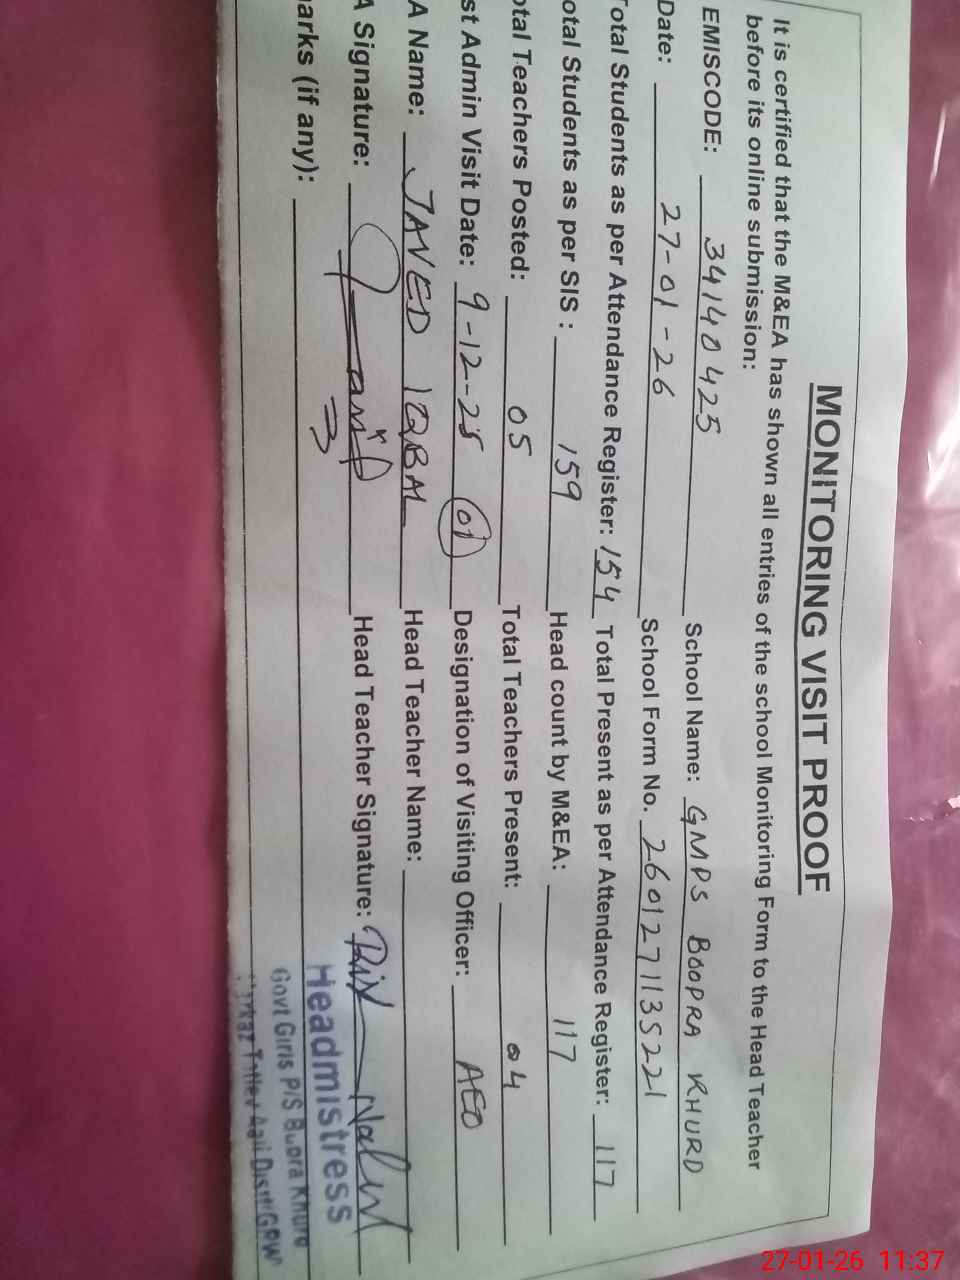 MONITORING VISIT PROOF
It is certified that the M&EA has shown all entries of the school Monitoring Form to the Head Teacher
before its online submission:
EMISCODE: 34140425 School Name: GMPS BOOPRA KHURD
Date: 27-01-26 School Form No. 2601271135221
Total Students as per Attendance Register: 154 Total Present as per Attendance Register: 117
otal Students as per SIS : 159 Head count by M&EA: 117
otal Teachers Posted: 05 Total Teachers Present: 04
st Admin Visit Date: 9-12-25 01 Designation of Visiting Officer: AEO
A Name: JAVED IQBAL Head Teacher Name:
A Signature: Head Teacher Signature:
arks (if any):
Headmistress
Govt Girls P/S Bupra Khurd
Distt GRW
27-01-26 11:37